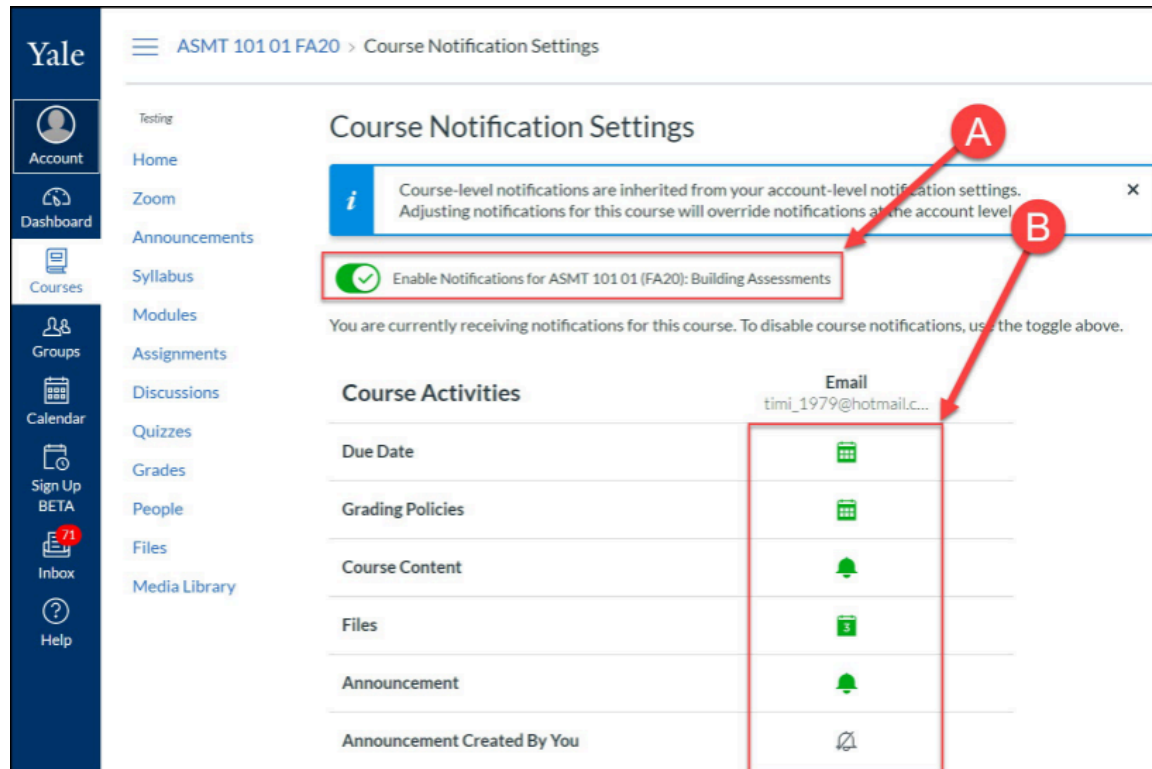 Yale
Account
Dashboard
Courses
Groups
Calendar
Sign Up
BETA
71
Inbox
Help
ASMT 101 01 FA20 > Course Notification Settings
Testing
Home
Zoom
Announcements
Syllabus
Modules
Assignments
Discussions
Quizzes
Grades
People
Files
Media Library
Course Notification Settings
A
i
Course-level notifications are inherited from your account-level notification settings.
Adjusting notifications for this course will override notifications at the account level.
×
B
Enable Notifications for ASMT 101 01 (FA20): Building Assessments
You are currently receiving notifications for this course. To disable course notifications, use the toggle above.
Course Activities
Email
timi_1979@hotmail.c...
Due Date
Grading Policies
Course Content
Files
3
Announcement
Announcement Created By You